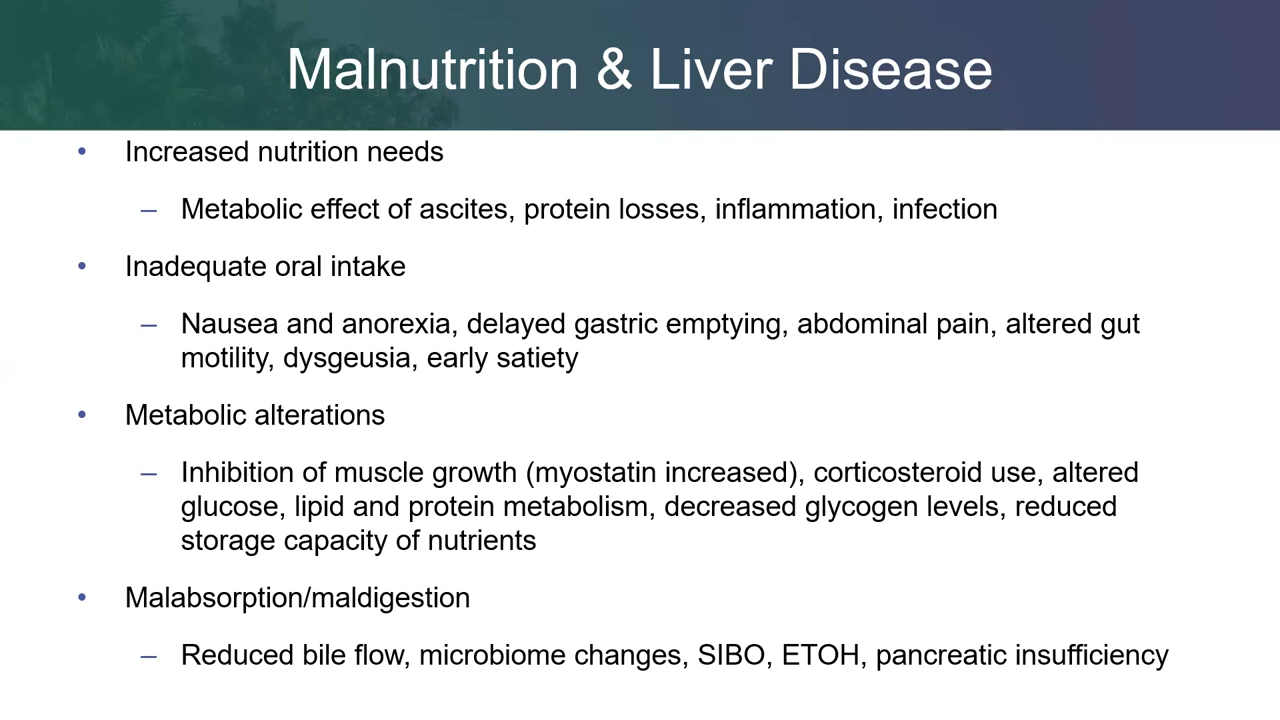 Malnutrition & Liver Disease
• Increased nutrition needs
– Metabolic effect of ascites, protein losses, inflammation, infection
• Inadequate oral intake
– Nausea and anorexia, delayed gastric emptying, abdominal pain, altered gut
motility, dysgeusia, early satiety
• Metabolic alterations
– Inhibition of muscle growth (myostatin increased), corticosteroid use, altered
glucose, lipid and protein metabolism, decreased glycogen levels, reduced
storage capacity of nutrients
• Malabsorption/maldigestion
– Reduced bile flow, microbiome changes, SIBO, ETOH, pancreatic insufficiency